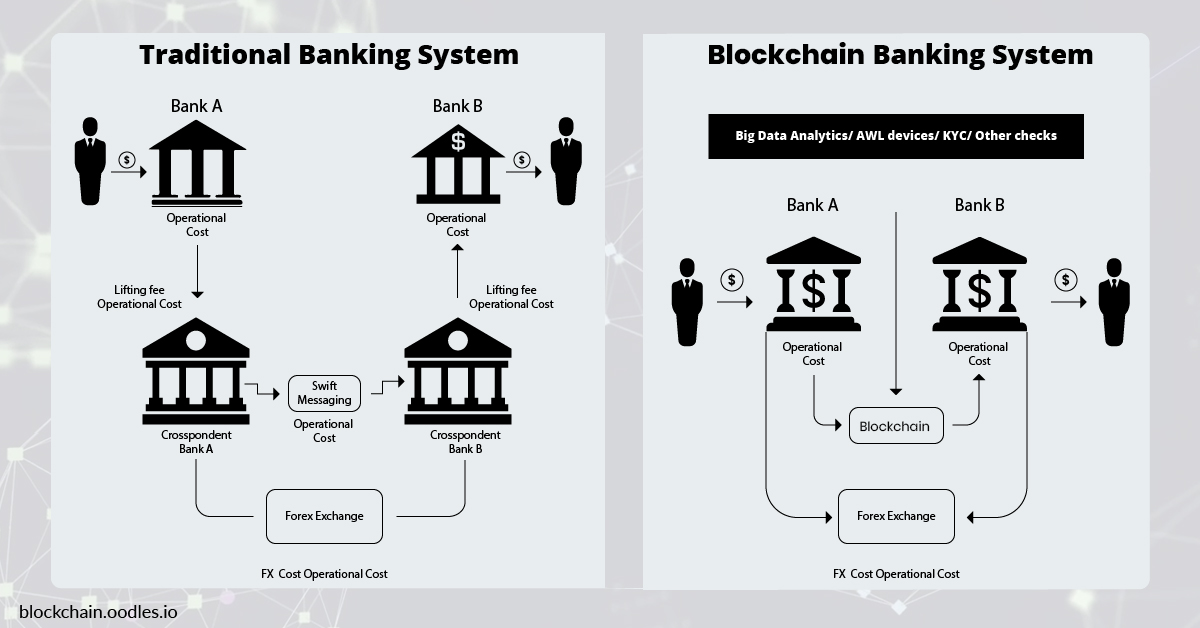 Traditional Banking System
Bank A
Bank B
$
$
$
Operational
Cost
Operational
Cost
Lifting fee
Operational Cost
Lifting fee
Operational Cost
Swift
Messaging
Operational
Cost
Crosspondent
Bank A
Crosspondent
Bank B
Forex Exchange
FX Cost Operational Cost
Blockchain Banking System
Big Data Analytics/ AWL devices/ KYC/ Other checks
Bank A
Bank B
$
$
$
$
Operational
Cost
Operational
Cost
Blockchain
Forex Exchange
FX Cost Operational Cost
blockchain.oodles.io